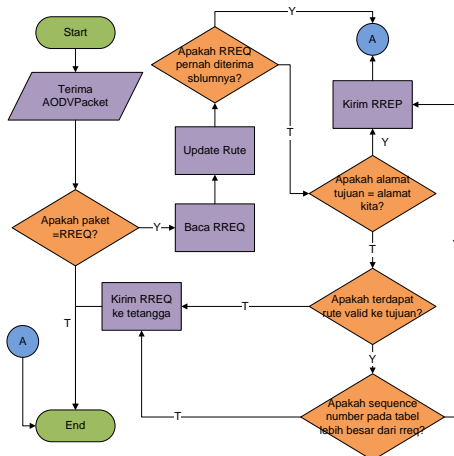 Start
Terima
AODVPacket
Apakah paket
=RREQ?
Y
T
Baca RREQ
Update Rute
Apakah RREQ
pernah diterima
sblumnya?
Y
T
A
Kirim RREP
Y
Apakah alamat
tujuan = alamat
kita?
T
Apakah terdapat
rute valid ke tujuan?
T
Y
Kirim RREQ
ke tetangga
Apakah sequence
number pada tabel
lebih besar dari rreq?
T
Y
A
End